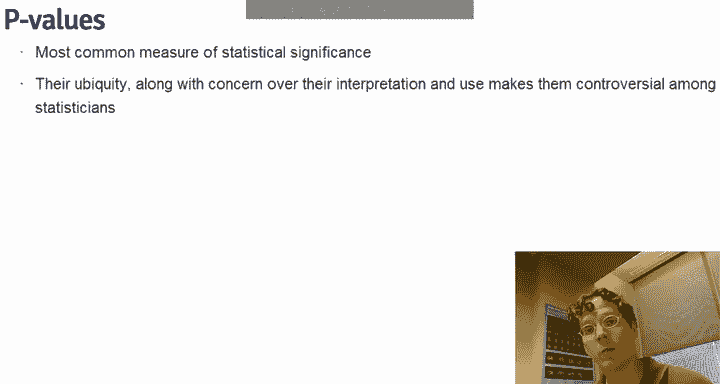 P-values
· Most common measure of statistical significance
· Their ubiquity, along with concern over their interpretation and use makes them controversial among
statisticians